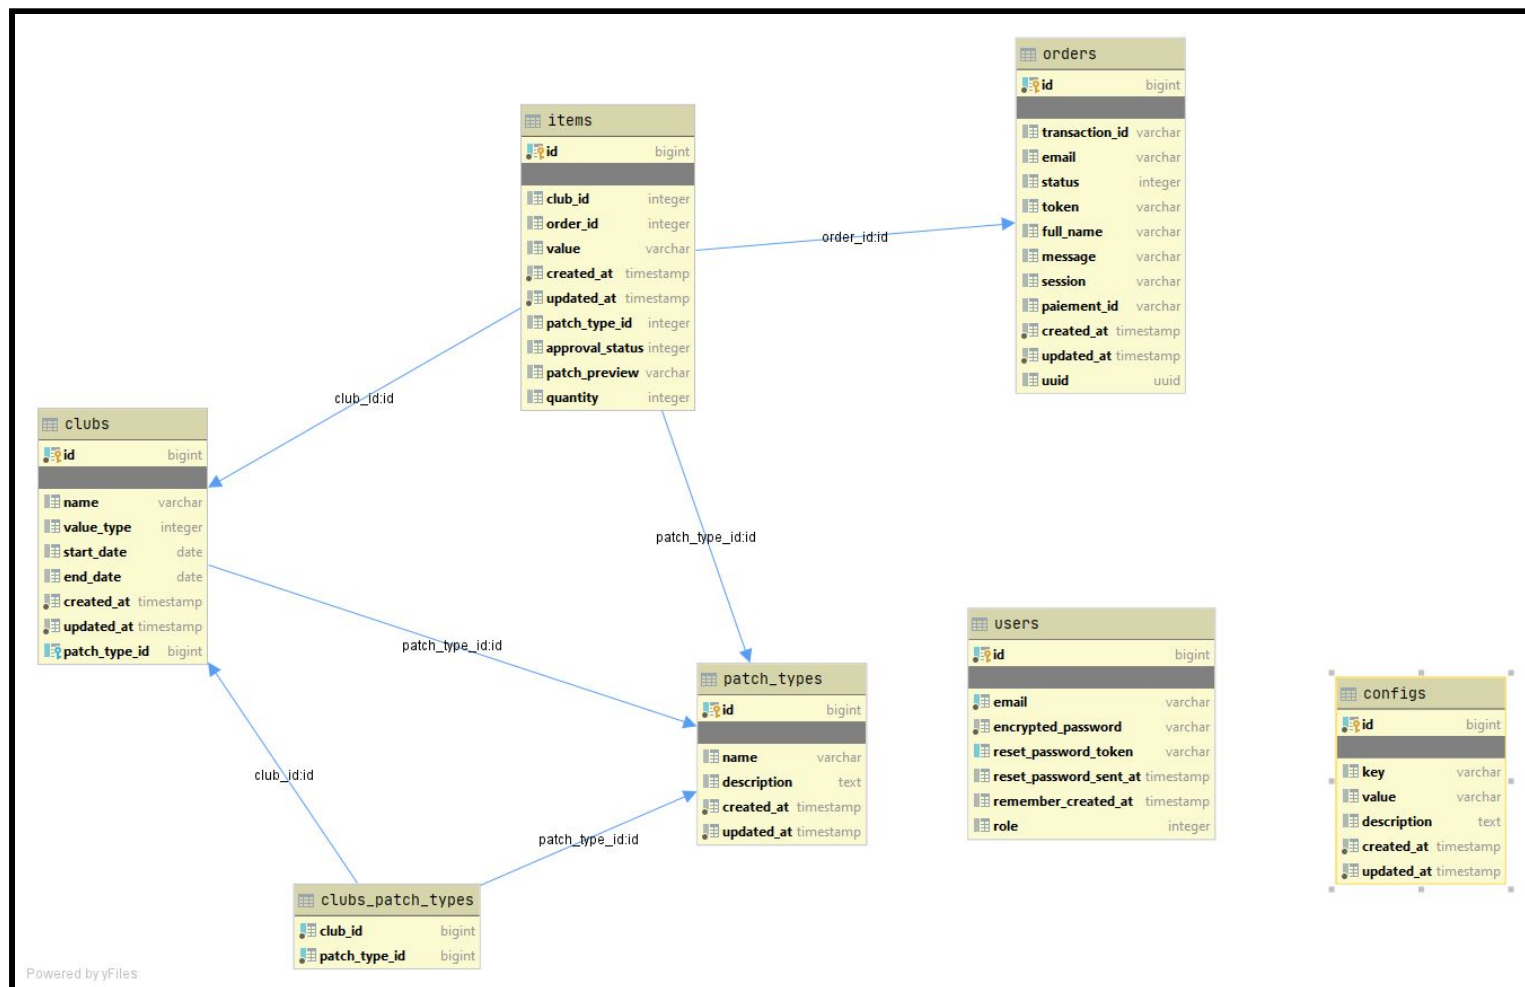 orders
id bigint
transaction_id varchar
email varchar
status integer
token varchar
full_name varchar
message varchar
session varchar
paiement_id varchar
created_at timestamp
updated_at timestamp
uuid uuid
items
id bigint
club_id integer
order_id integer
value varchar
created_at timestamp
updated_at timestamp
patch_type_id integer
approval_status integer
patch_preview varchar
quantity integer
order_id:id
club_id:id
patch_type_id:id
clubs
id bigint
name varchar
value_type integer
start_date date
end_date date
created_at timestamp
updated_at timestamp
patch_type_id bigint
patch_type_id:id
club_id:id
patch_type_id:id
patch_types
id bigint
name varchar
description text
created_at timestamp
updated_at timestamp
users
id bigint
email varchar
encrypted_password varchar
reset_password_token varchar
reset_password_sent_at timestamp
remember_created_at timestamp
role integer
configs
id bigint
key varchar
value varchar
description text
created_at timestamp
updated_at timestamp
clubs_patch_types
club_id bigint
patch_type_id bigint
Powered by yFiles